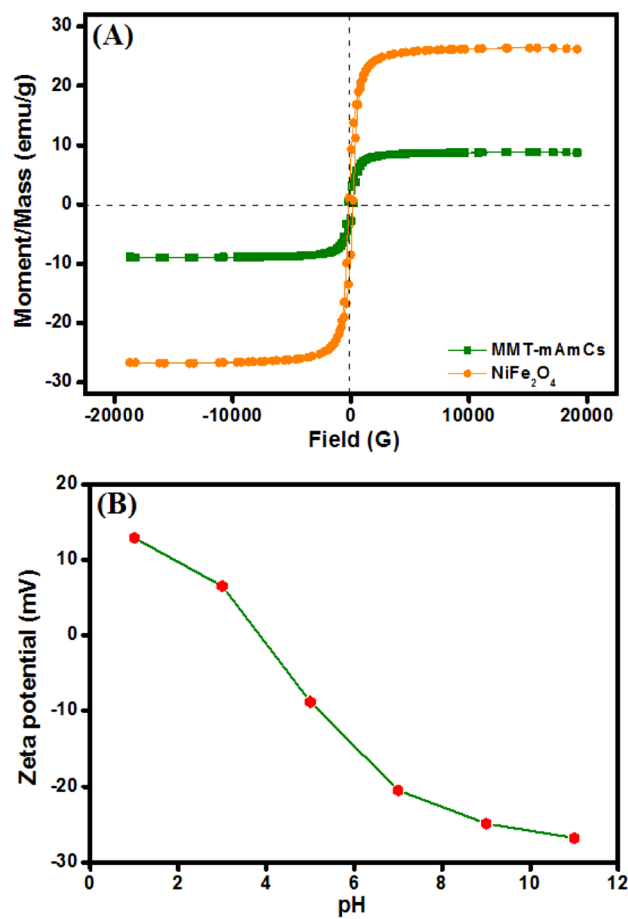 (A)
Moment/Mass (emu/g)
30
20
10
0
-10
-20
-30
MMT-mAmCs
NiFe₂O₄
-20000 -10000 0 10000 20000
Field (G)
(B)
Zeta potential (mV)
20
10
0
-10
-20
-30
0 2 4 6 8 10 12
pH